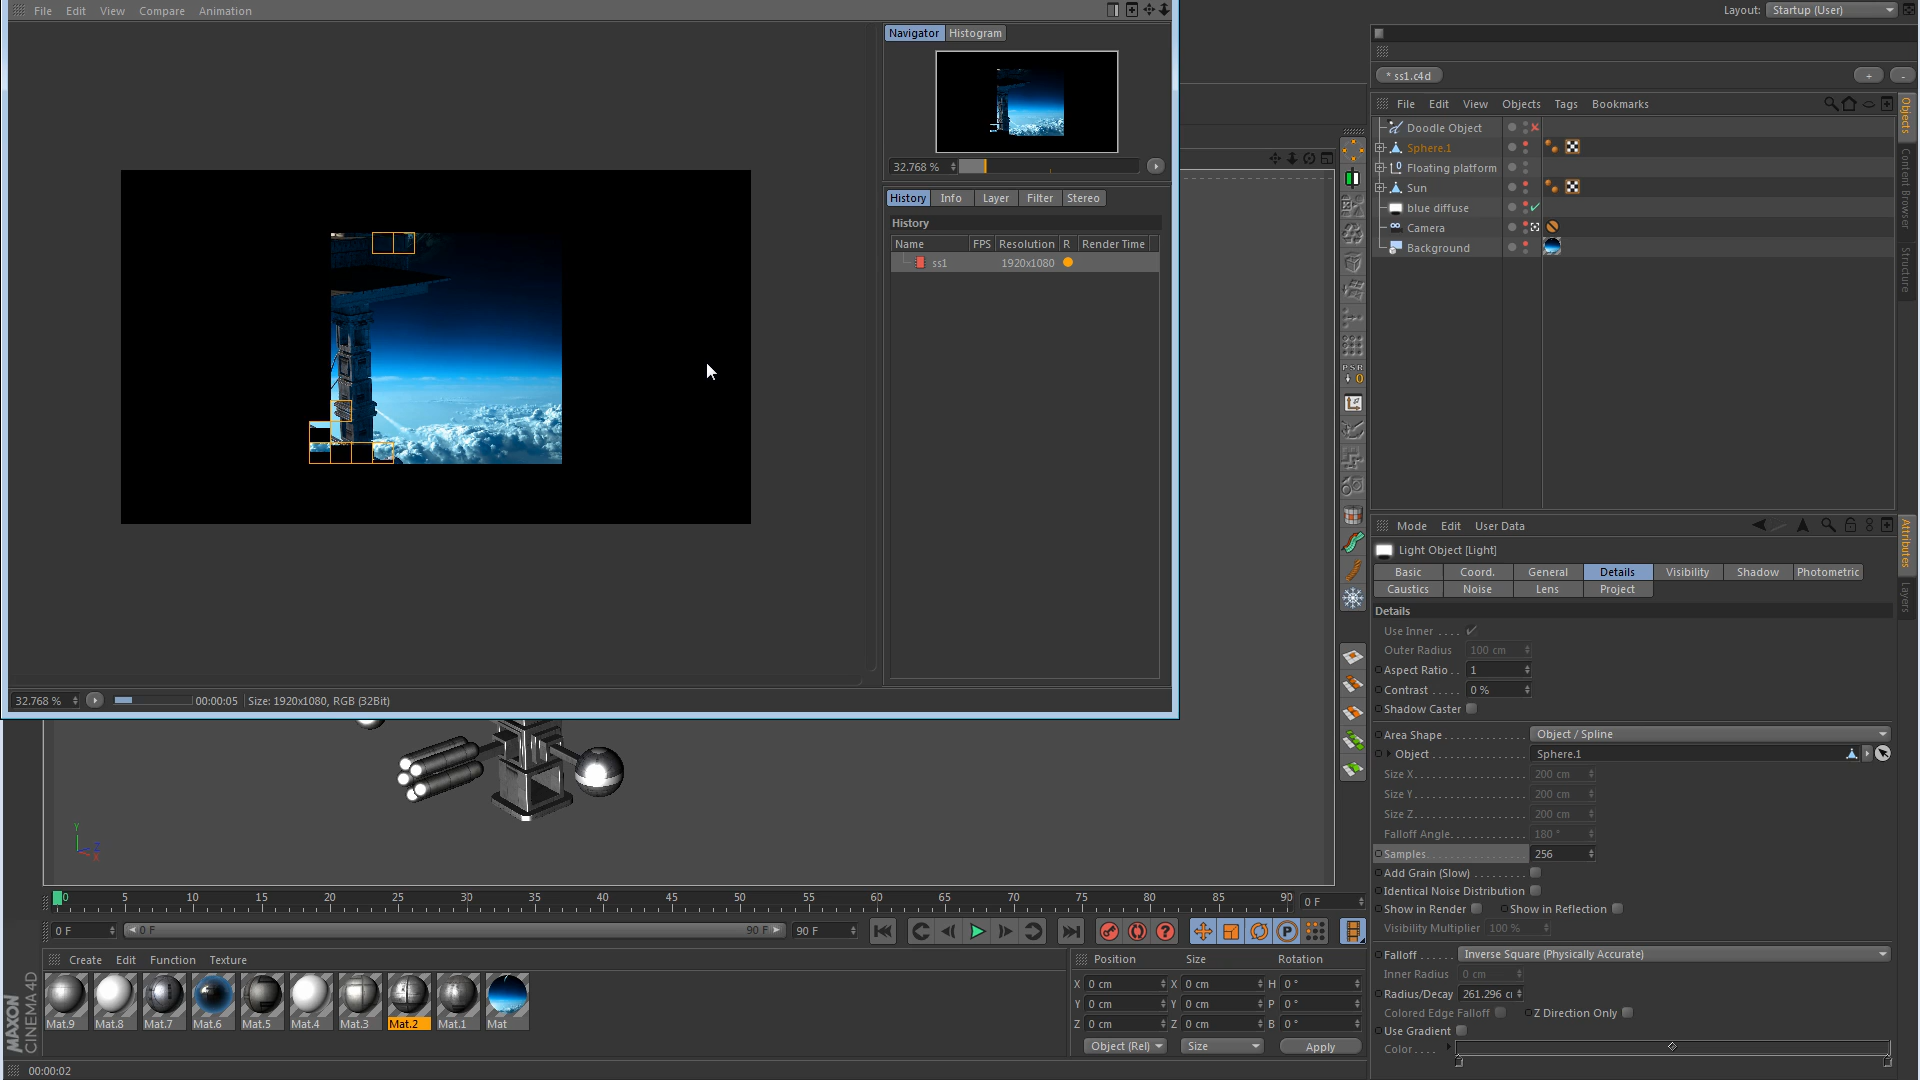 File Edit View Compare Animation
Layout: Startup (User)
Navigator Histogram
* ss1.c4d
+ -
File Edit View Objects Tags Bookmarks
Doodle Object
Sphere.1
Floating platform
Sun
blue diffuse
Camera
Background
Objects
Content Browser
Structure
32.768 %
History Info Layer Filter Stereo
History
Name FPS Resolution R Render Time
ss1 1920x1080
PSR
0
Mode Edit User Data
Light Object [Light]
Basic Coord. General Details Visibility Shadow Photometric
Caustics Noise Lens Project
Attributes
Layers
Details
Use Inner . . . .
Outer Radius 100 cm
Aspect Ratio . . 1
Contrast . . . . . 0 %
Shadow Caster
Area Shape . . . . . . . . . . . . . . Object / Spline
Object . . . . . . . . . . . . . . . . . Sphere.1
Size X. . . . . . . . . . . . . . . . . . . 200 cm
Size Y. . . . . . . . . . . . . . . . . . . 200 cm
Size Z. . . . . . . . . . . . . . . . . . . 200 cm
Falloff Angle. . . . . . . . . . . . . 180 °
Samples. . . . . . . . . . . . . . . . . 256
Add Grain (Slow) . . . . . . . . .
Identical Noise Distribution
Show in Render Show in Reflection
Visibility Multiplier 100 %
Falloff . . . . Inverse Square (Physically Accurate)
Inner Radius 0 cm
Radius/Decay 261.296 c
Colored Edge Falloff Z Direction Only
Use Gradient
Color . . . .
32.768 % 00:00:05 Size: 1920x1080, RGB (32Bit)
Y
Z
X
0 5 10 15 20 25 30 35 40 45 50 55 60 65 70 75 80 85 90 0 F
0 F 0 F 90 F 90 F
P
Create Edit Function Texture
Mat.9 Mat.8 Mat.7 Mat.6 Mat.5 Mat.4 Mat.3 Mat.2 Mat.1 Mat
Position Size Rotation
X 0 cm X 0 cm H 0 °
Y 0 cm Y 0 cm P 0 °
Z 0 cm Z 0 cm B 0 °
Object (Rel) Size Apply
MAXON
CINEMA 4D
00:00:02